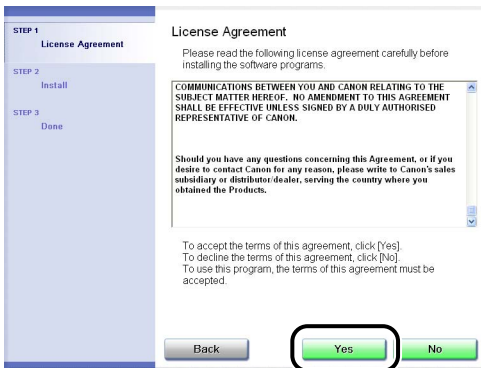 STEP 1
License Agreement
STEP 2
Install
STEP 3
Done
License Agreement
Please read the following license agreement carefully before
installing the software programs.
COMMUNICATIONS BETWEEN YOU AND CANON RELATING TO THE
SUBJECT MATTER HEREOF. NO AMENDMENT TO THIS AGREEMENT
SHALL BE EFFECTIVE UNLESS SIGNED BY A DULY AUTHORISED
REPRESENTATIVE OF CANON.
Should you have any questions concerning this Agreement, or if you
desire to contact Canon for any reason, please write to Canon's sales
subsidiary or distributor/dealer, serving the country where you
obtained the Products.
To accept the terms of this agreement, click [Yes].
To decline the terms of this agreement, click [No].
To use this program, the terms of this agreement must be
accepted.
Back Yes No